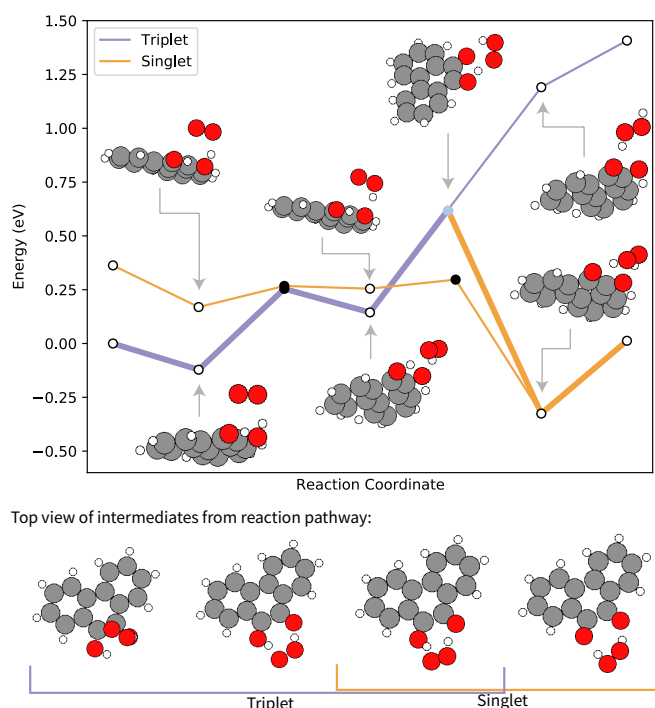 Triplet
Singlet
1.50
1.25
1.00
0.75
0.50
0.25
0.00
−0.25
−0.50
Energy (eV)
Reaction Coordinate
Top view of intermediates from reaction pathway:
Triplet
Singlet